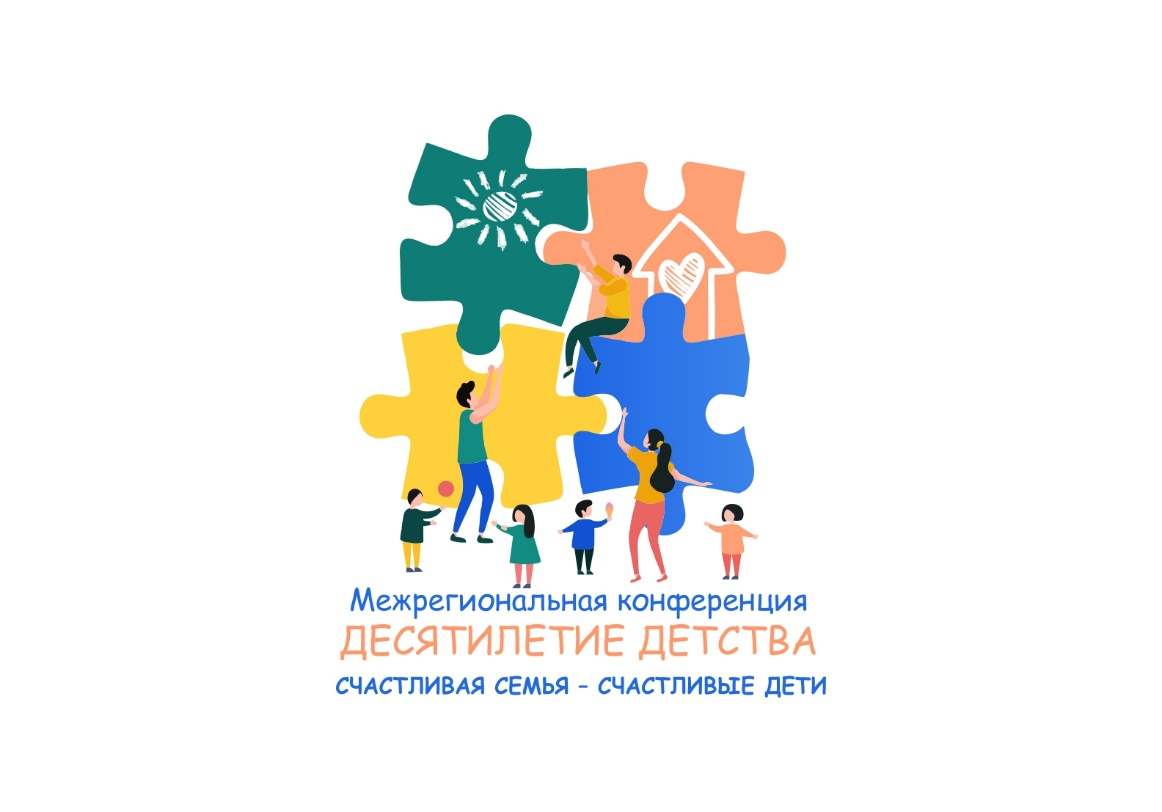 Межрегиональная конференция
ДЕСЯТИЛЕТИЕ ДЕТСТВА
СЧАСТЛИВАЯ СЕМЬЯ – СЧАСТЛИВЫЕ ДЕТИ